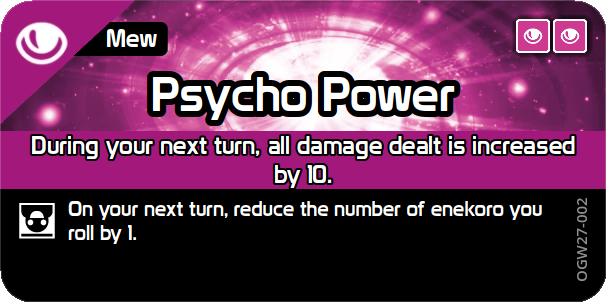 Mew
Psycho Power
During your next turn, all damage dealt is increased
by 10.
On your next turn, reduce the number of enekoro you
roll by 1.
OGW27-002